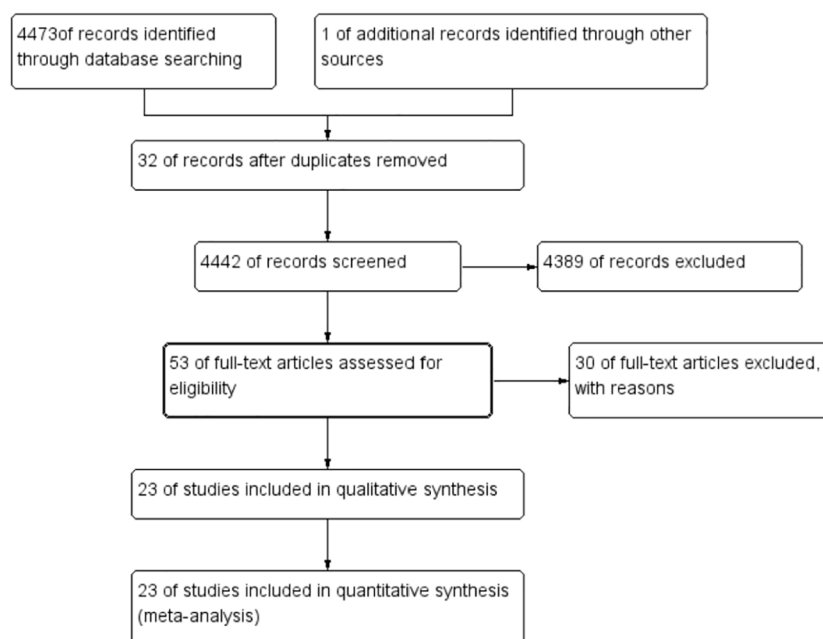 4473of records identified
through database searching
1 of additional records identified through other
sources
32 of records after duplicates removed
4442 of records screened
4389 of records excluded
53 of full-text articles assessed for
eligibility
30 of full-text articles excluded,
with reasons
23 of studies included in qualitative synthesis
23 of studies included in quantitative synthesis
(meta-analysis)